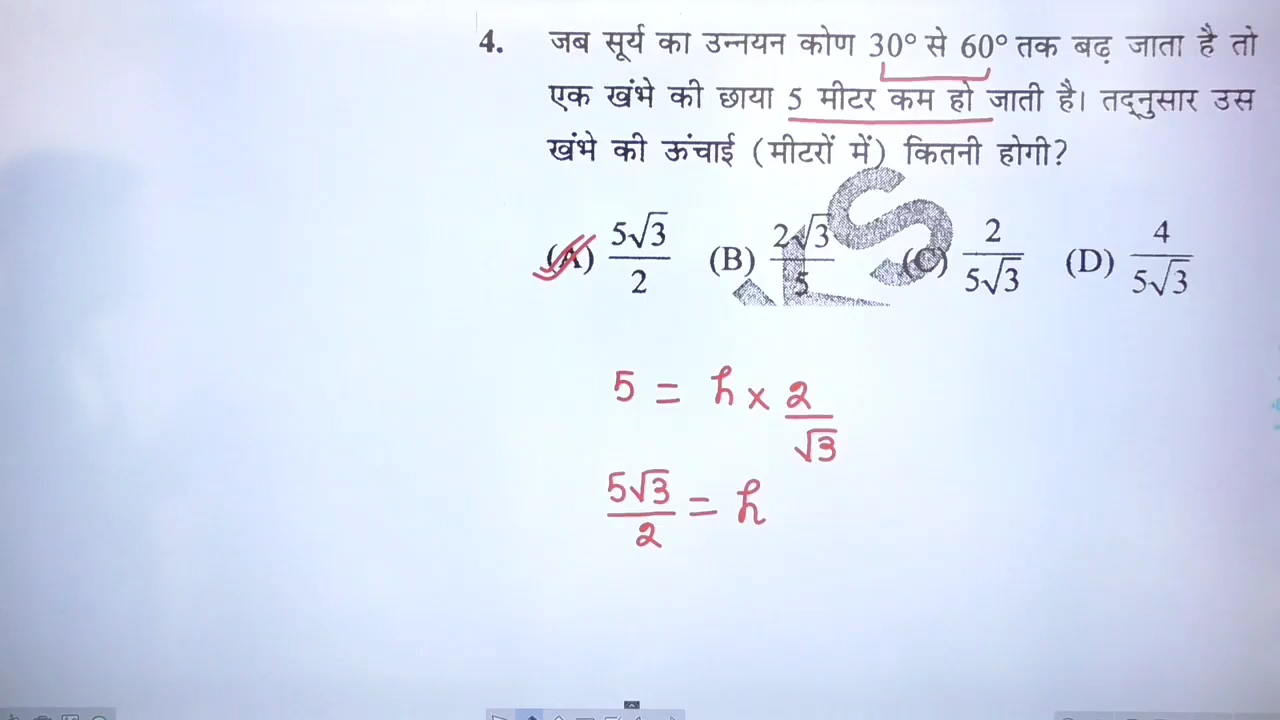 4. जब सूर्य का उन्नयन कोण 30° से 60° तक बढ़ जाता है तो
एक खंभे की छाया 5 मीटर कम हो जाती है। तद्नुसार उस
खंभे की ऊंचाई (मीटरों में) कितनी होगी?
(A) 5√3/2 (B) 2√3/5 (C) 2/5√3 (D) 4/5√3
5 = h × 2/√3
5√3/2 = h